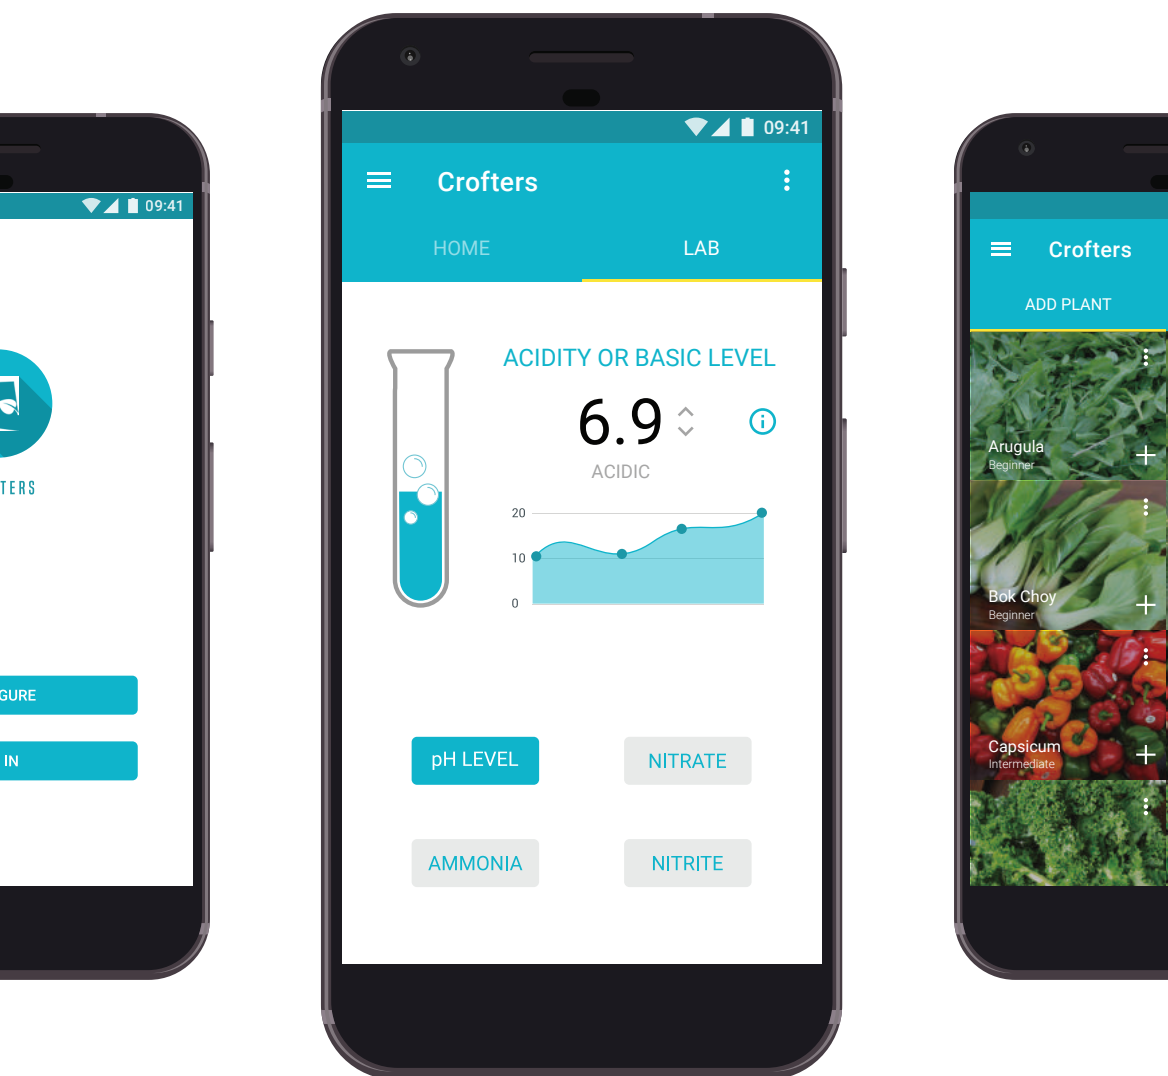 09:41
TERS
GURE
IN
09:41
Crofters
HOME
LAB
ACIDITY OR BASIC LEVEL
6.9
ACIDIC
20
10
0
pH LEVEL
NITRATE
AMMONIA
NITRITE
Crofters
ADD PLANT
Arugula
Beginner
Bok Choy
Beginner
Capsicum
Intermediate